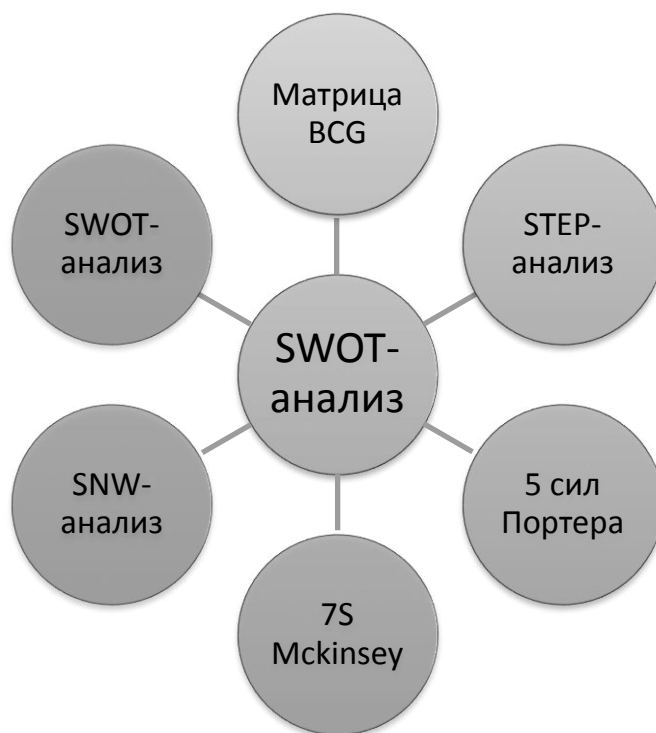 Матрица
BCG
SWOT-
анализ
STEP-
анализ
SWOT-
анализ
SNW-
анализ
5 сил
Портера
7S
Mckinsey